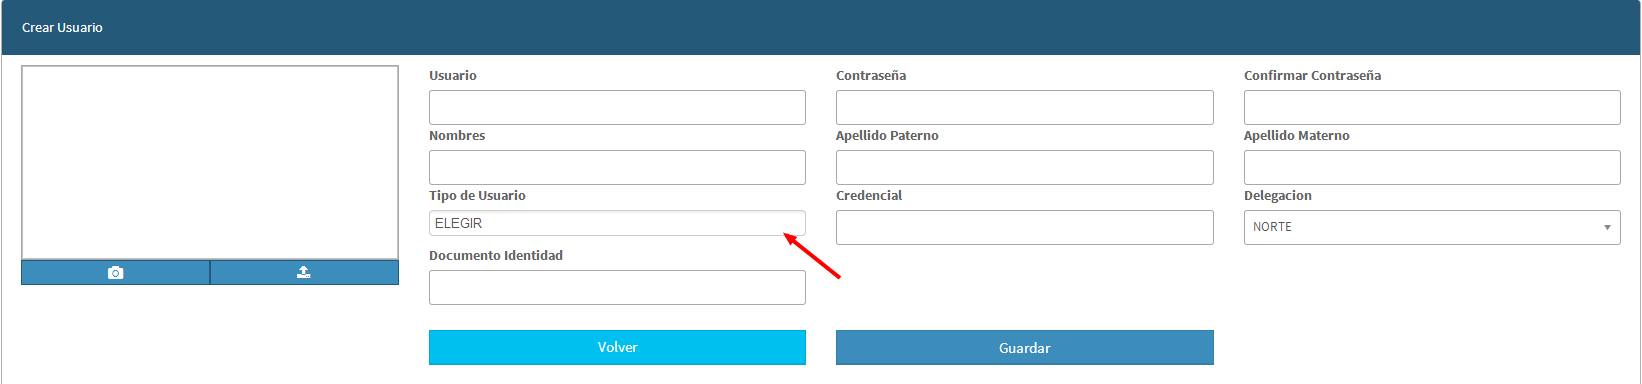 Crear Usuario
Usuario
Contraseña
Confirmar Contraseña
Nombres
Apellido Paterno
Apellido Materno
Tipo de Usuario
Credencial
Delegacion
ELEGIR
NORTE
Documento Identidad
Volver
Guardar